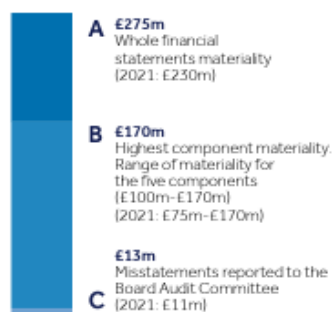 A £275m
Whole financial
statements materiality
(2021: £230m)
B £170m
Highest component materiality.
Range of materiality for
the five components
(£100m-£170m)
(2021: £75m-£170m)
£13m
Misstatements reported to the
Board Audit Committee
C (2021: £11m)